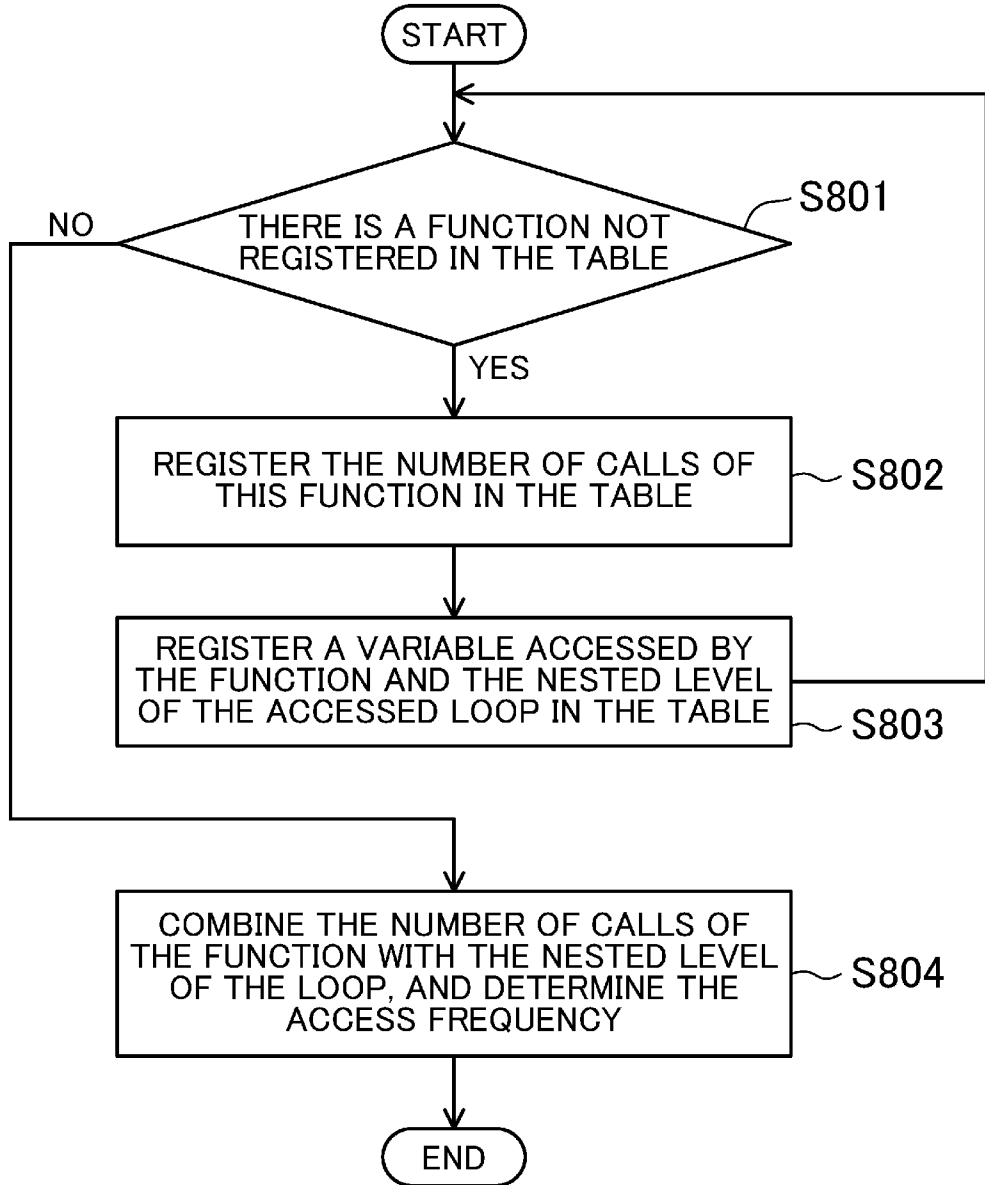 START
NO
THERE IS A FUNCTION NOT
REGISTERED IN THE TABLE
S801
YES
REGISTER THE NUMBER OF CALLS OF
THIS FUNCTION IN THE TABLE
S802
REGISTER A VARIABLE ACCESSED BY
THE FUNCTION AND THE NESTED LEVEL
OF THE ACCESSED LOOP IN THE TABLE
S803
COMBINE THE NUMBER OF CALLS OF
THE FUNCTION WITH THE NESTED LEVEL
OF THE LOOP, AND DETERMINE THE
ACCESS FREQUENCY
S804
END